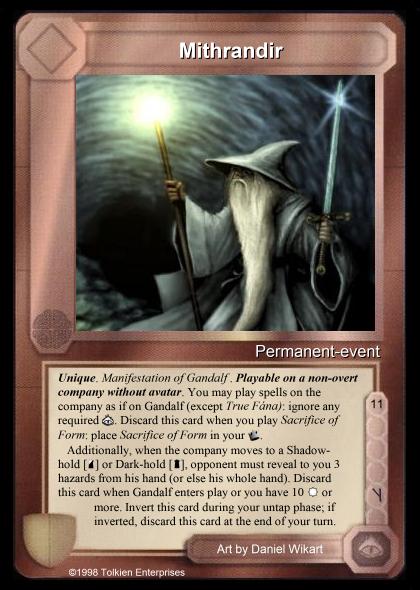 Mithrandir
Permanent-event
Unique. Manifestation of Gandalf . Playable on a non-overt
company without avatar. You may play spells on the
company as if on Gandalf (except True Fána): ignore any
required . Discard this card when you play Sacrifice of
Form; place Sacrifice of Form in your .
Additionally, when the company moves to a Shadow-
hold [ ] or Dark-hold [ ], opponent must reveal to you 3
hazards from his hand (or else his whole hand). Discard
this card when Gandalf enters play or you have 10 or
more. Invert this card during your untap phase; if
inverted, discard this card at the end of your turn.
11
Art by Daniel Wikart
©1998 Tolkien Enterprises